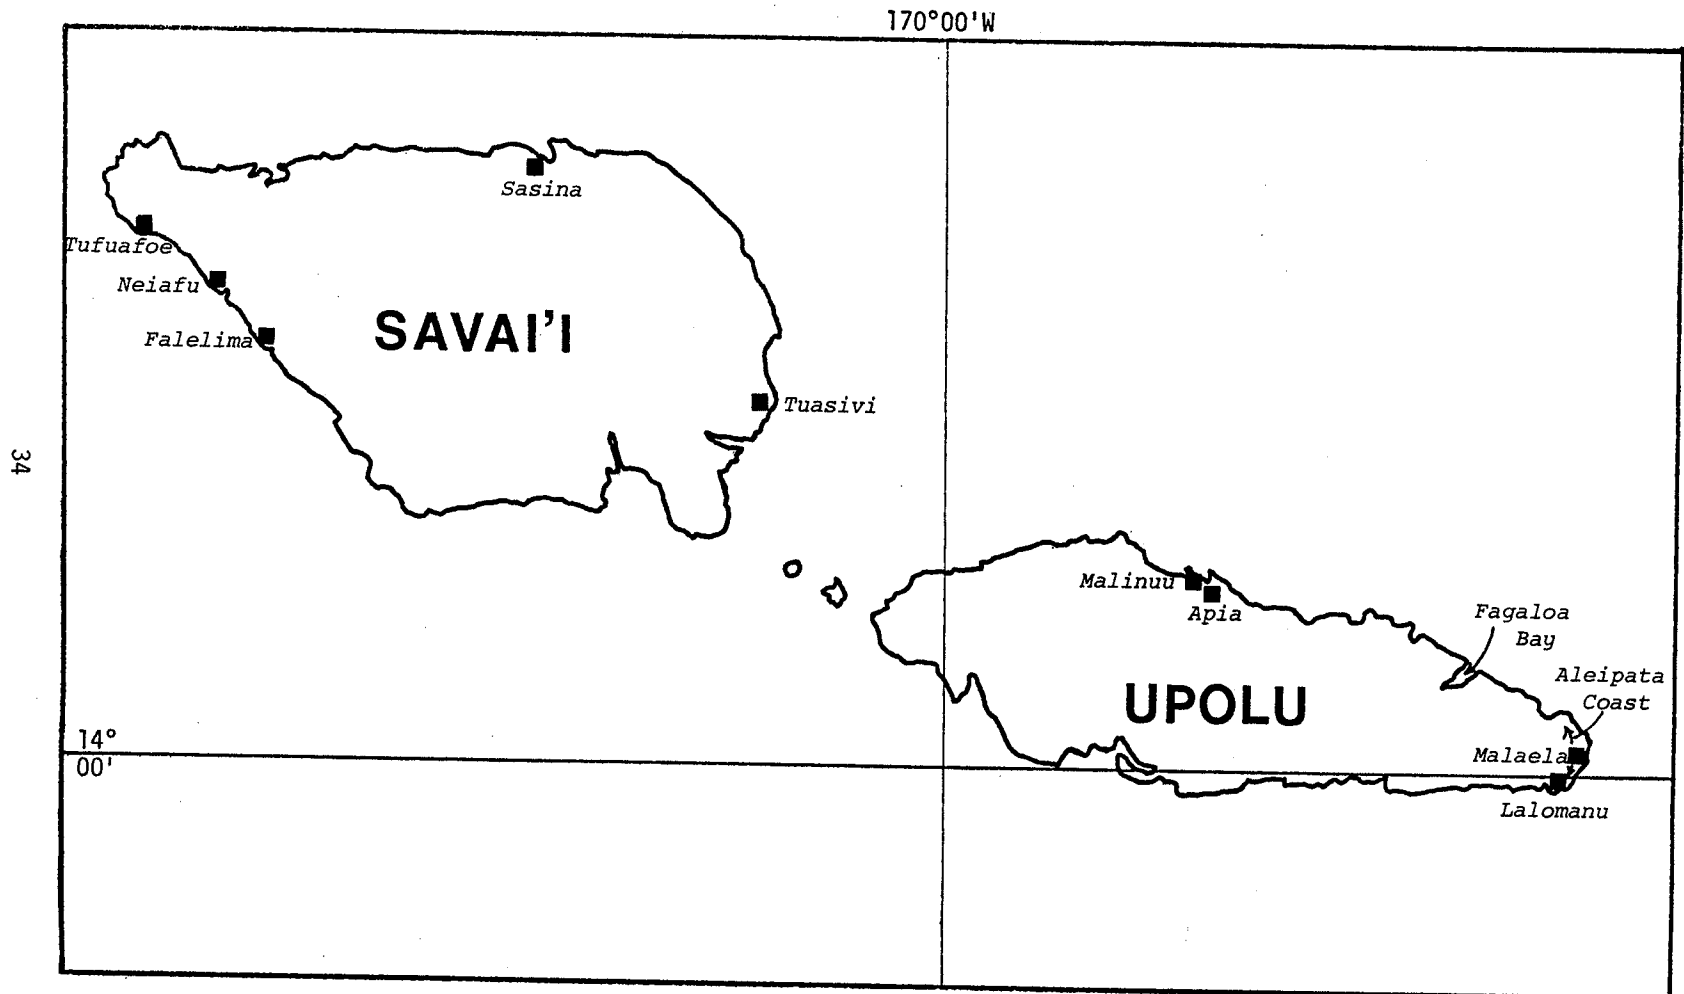 170°00'W
Sasina
Tufuafoe
Neiafu
Falelima
SAVAI'I
Tuasivi
34
Malinuu
Apia
Fagaloa
Bay
Aleipata
Coast
UPOLU
14°
00'
Malaela
Lalomanu